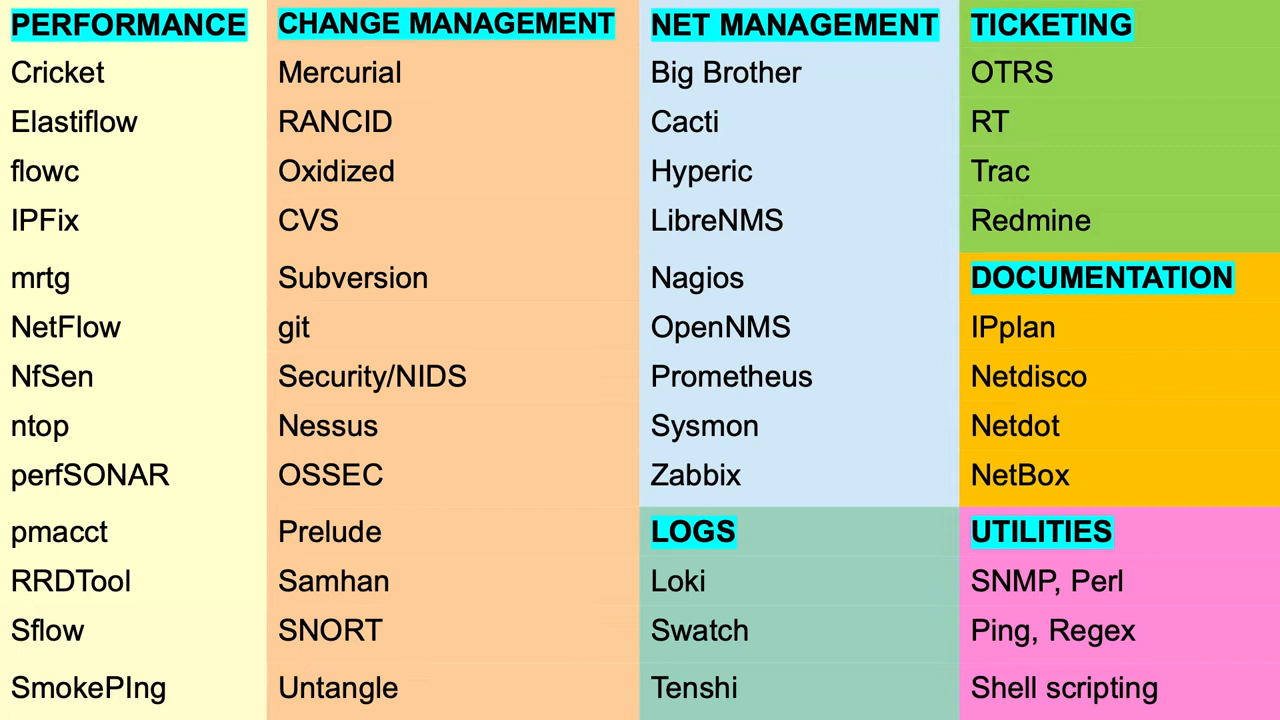 PERFORMANCE
Cricket
Elastiflow
flowc
IPFix
mrtg
NetFlow
NfSen
ntop
perfSONAR
pmacct
RRDTool
Sflow
SmokePIng
CHANGE MANAGEMENT
Mercurial
RANCID
Oxidized
CVS
Subversion
git
Security/NIDS
Nessus
OSSEC
Prelude
Samhan
SNORT
Untangle
NET MANAGEMENT
Big Brother
Cacti
Hyperic
LibreNMS
Nagios
OpenNMS
Prometheus
Sysmon
Zabbix
LOGS
Loki
Swatch
Tenshi
TICKETING
OTRS
RT
Trac
Redmine
DOCUMENTATION
IPplan
Netdisco
Netdot
NetBox
UTILITIES
SNMP, Perl
Ping, Regex
Shell scripting